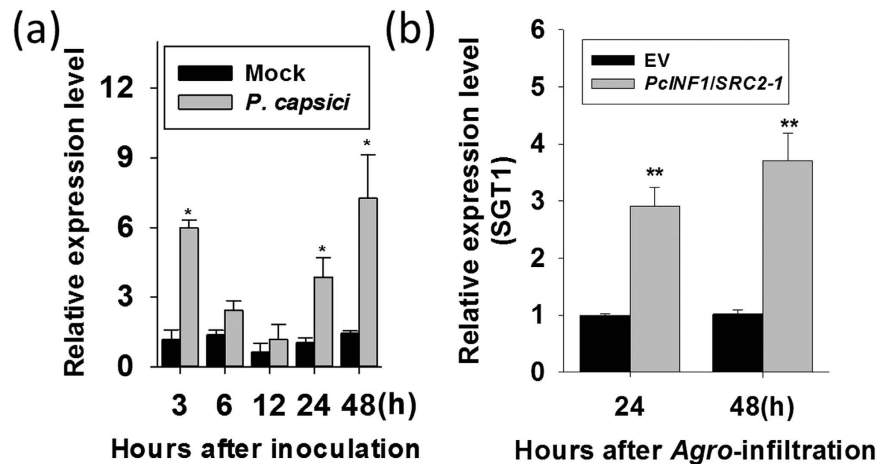 (a)
Relative expression level
12
9
6
3
0
Mock
P. capsici
*
*
*
3 6 12 24 48(h)
Hours after inoculation
(b)
Relative expression level
(SGT1)
6
5
4
3
2
1
0
EV
PcINF1/SRC2-1
**
**
24 48(h)
Hours after Agro-infiltration